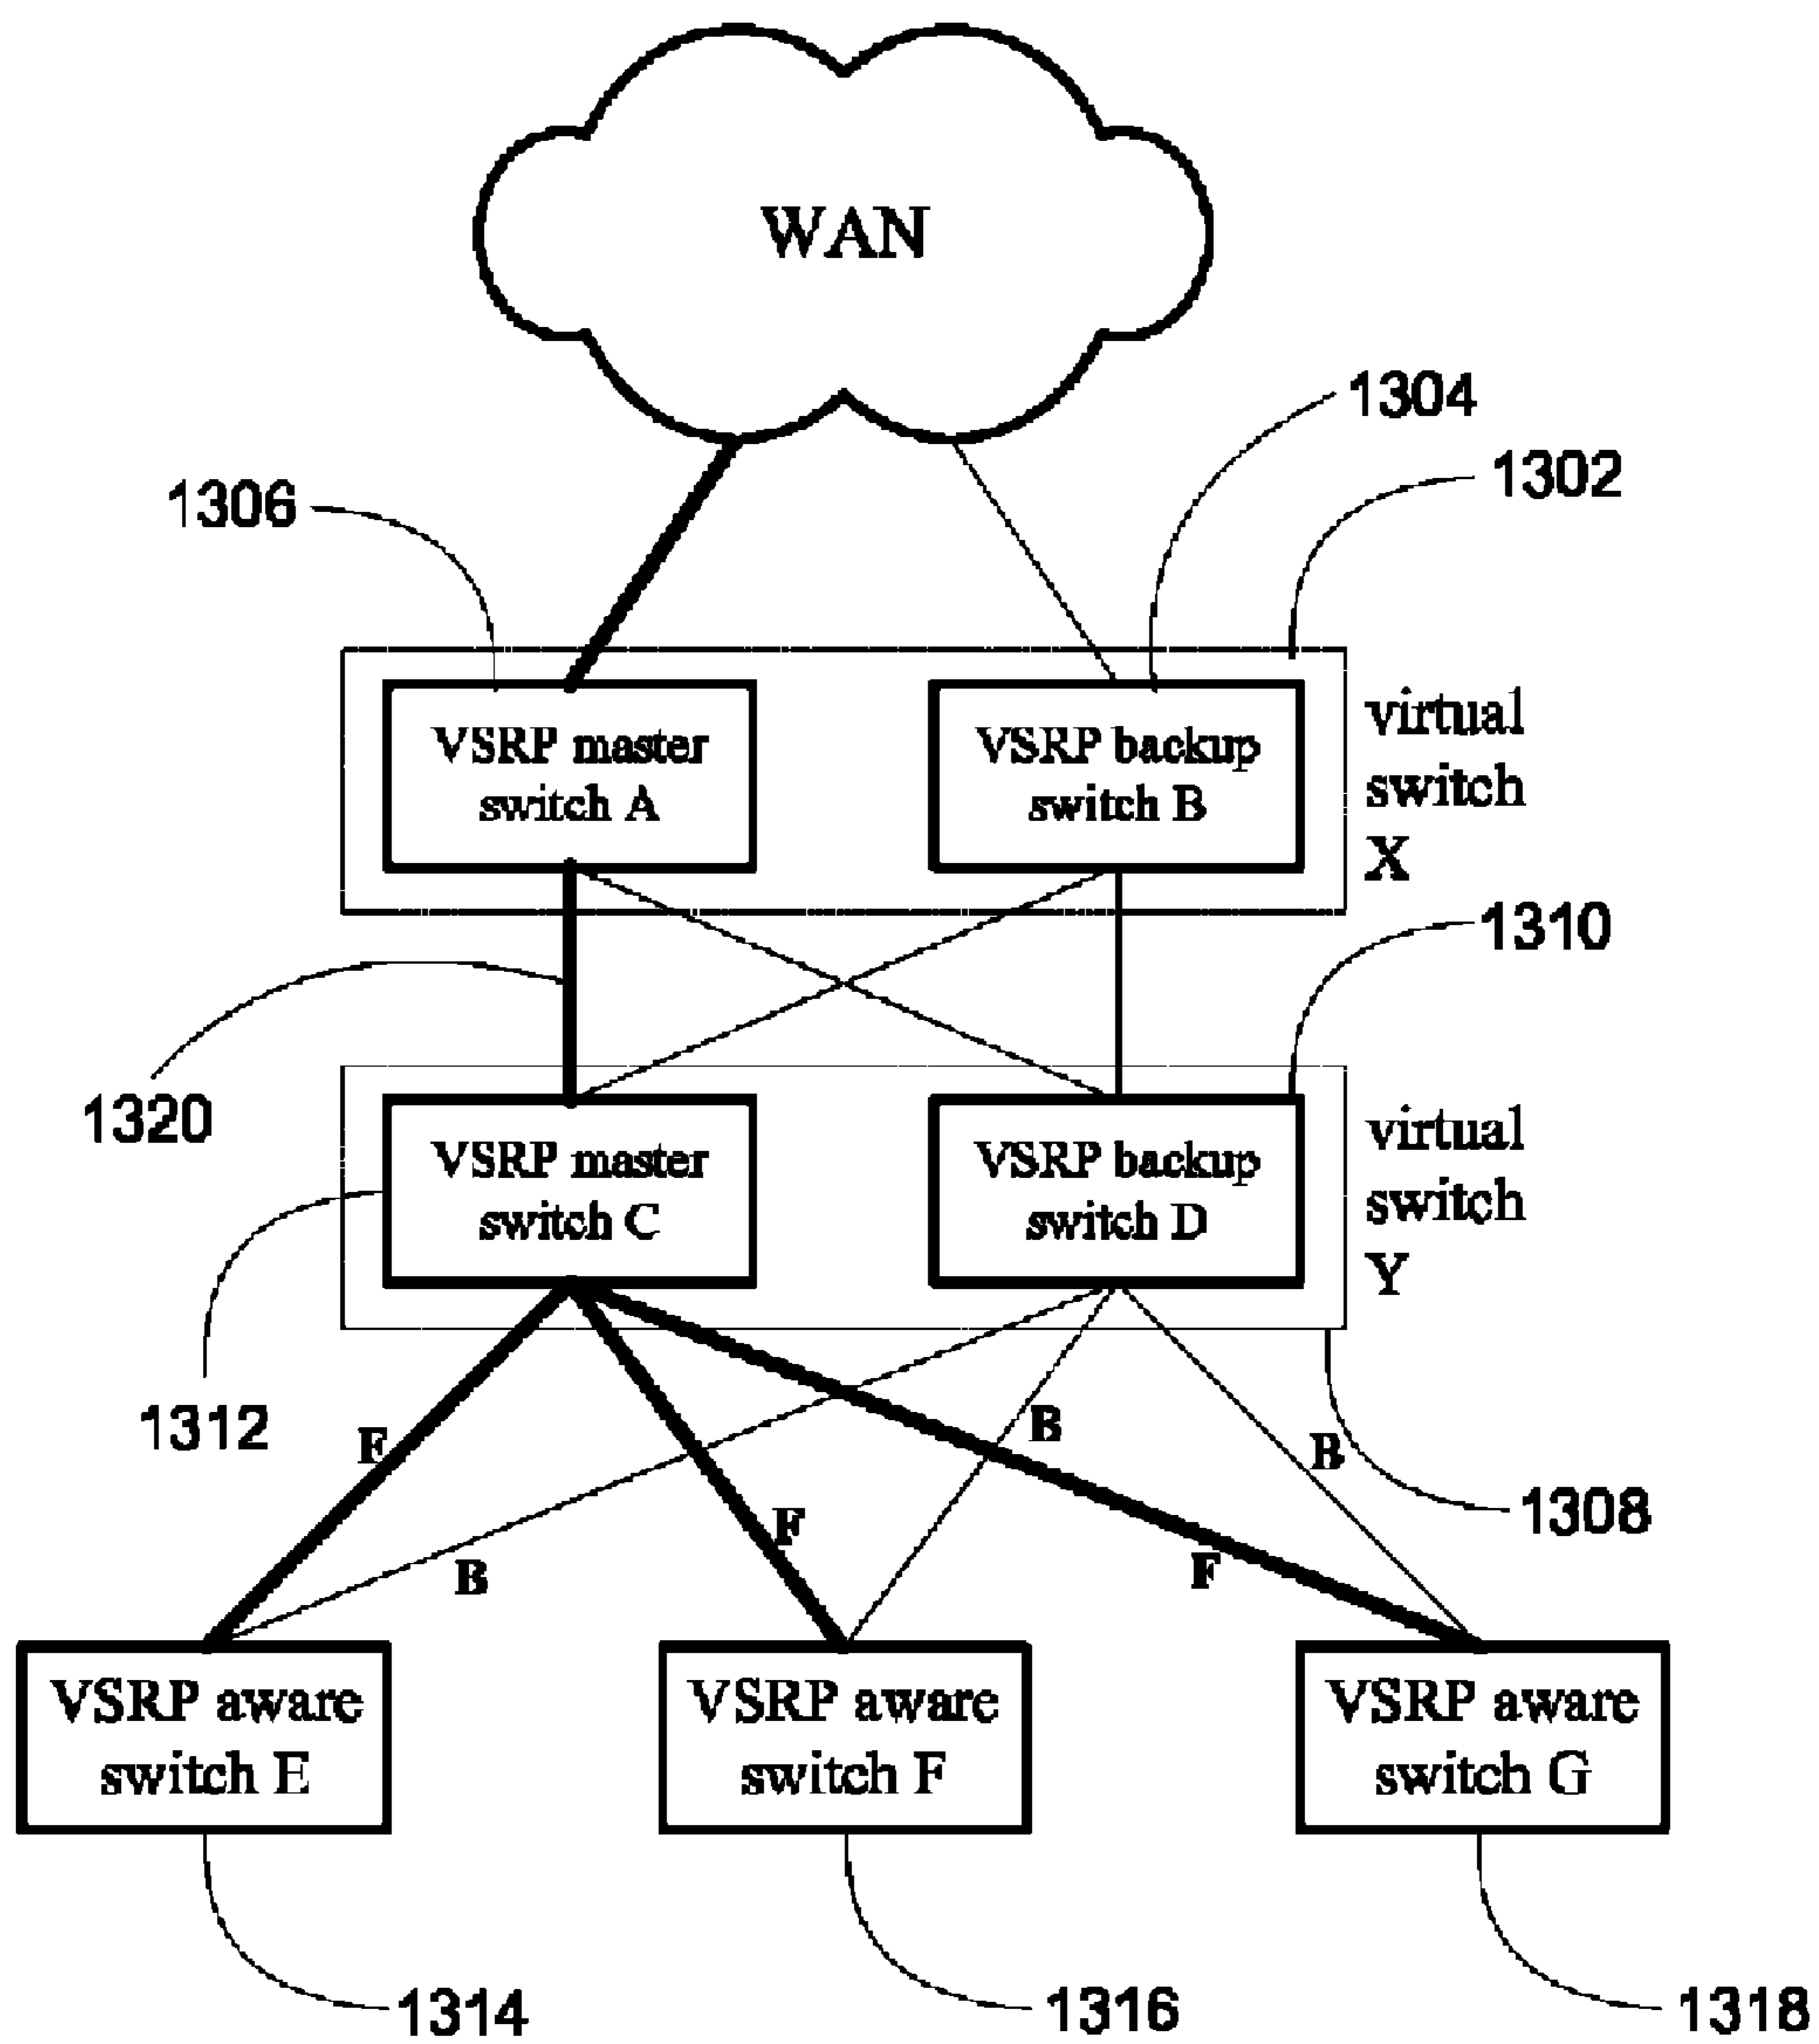 WAN
1304
1302
1306
VSRP master
switch A
VSRP backup
switch B
virtual
switch
X
1310
1320
VSRP master
switch C
VSRP backup
switch D
virtual
switch
Y
1312
F
B
B
1308
F
B
F
VSRP aware
switch E
VSRP aware
switch F
VSRP aware
switch G
1314
1316
1318